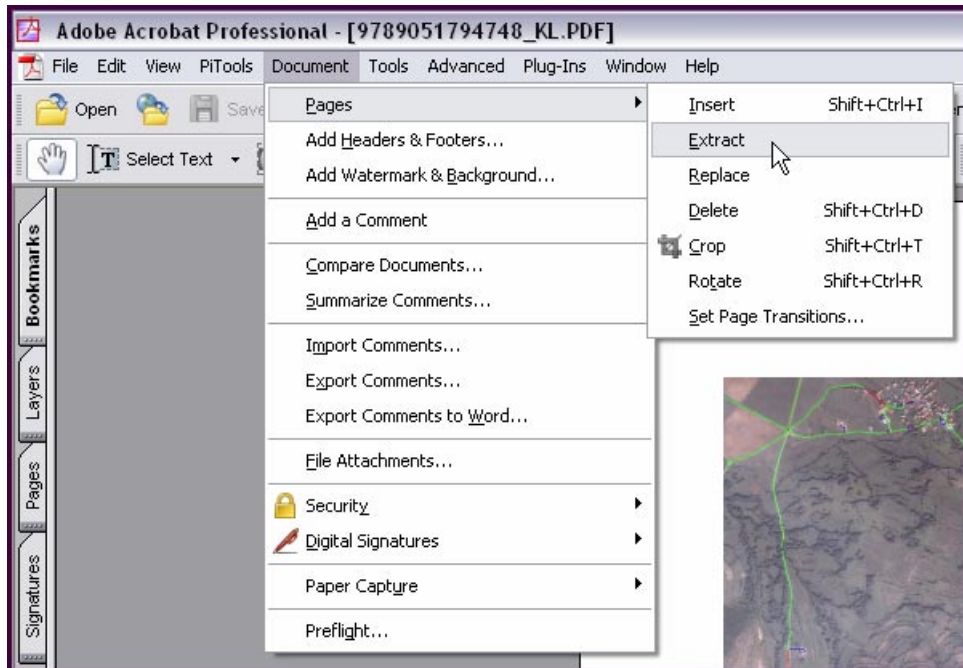 Adobe Acrobat Professional - [9789051794748_KL.PDF]
File Edit View PiTools Document Tools Advanced Plug-Ins Window Help
Open Save
Select Text
Pages
Add Headers & Footers...
Add Watermark & Background...
Add a Comment
Compare Documents...
Summarize Comments...
Import Comments...
Export Comments...
Export Comments to Word...
File Attachments...
Security
Digital Signatures
Paper Capture
Preflight...
Insert Shift+Ctrl+I
Extract
Replace
Delete Shift+Ctrl+D
Crop Shift+Ctrl+T
Rotate Shift+Ctrl+R
Set Page Transitions...
Bookmarks
Layers
Pages
Signatures